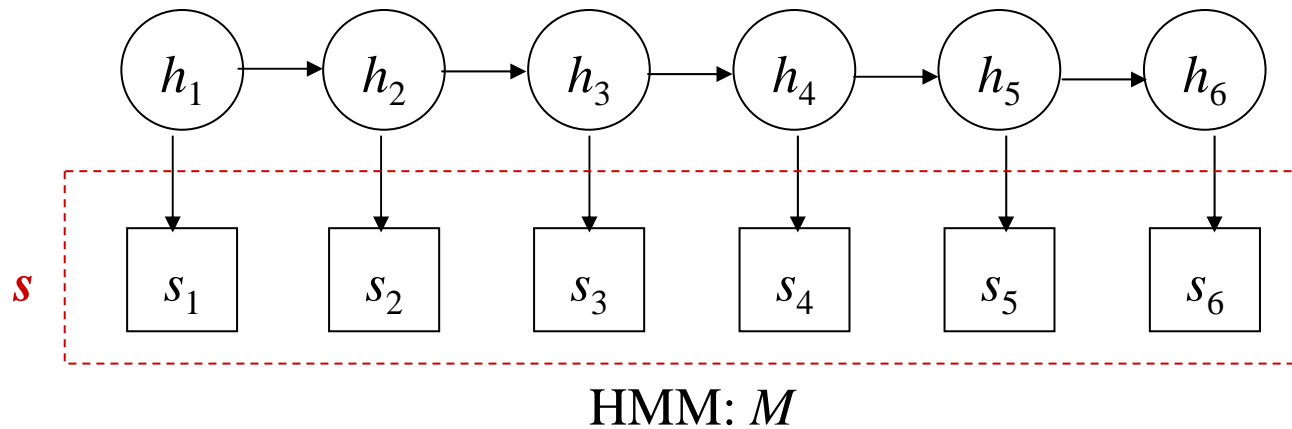 h₁ h₂ h₃ h₄ h₅ h₆
s s₁ s₂ s₃ s₄ s₅ s₆
HMM: M